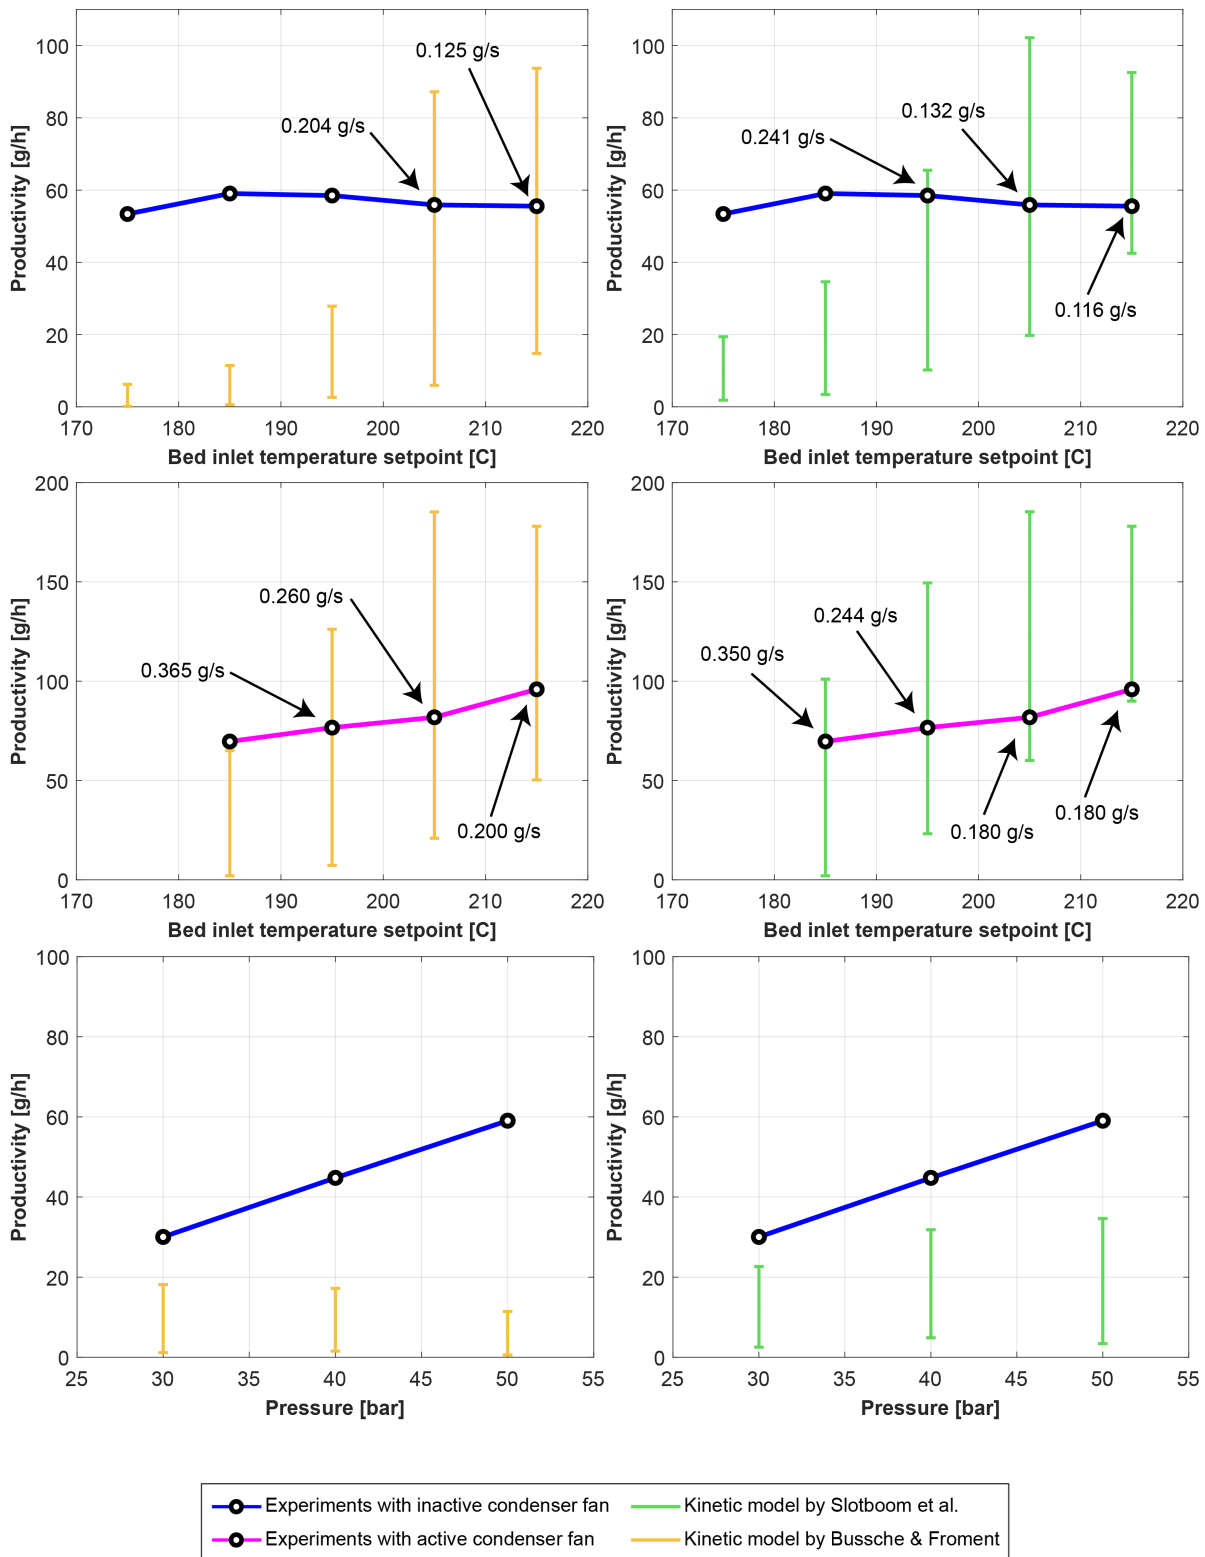 100
80
60
40
20
0
Productivity [g/h]
0.125 g/s
0.204 g/s
170 180 190 200 210 220
Bed inlet temperature setpoint [C]
100
80
60
40
20
0
Productivity [g/h]
0.132 g/s
0.241 g/s
0.116 g/s
170 180 190 200 210 220
Bed inlet temperature setpoint [C]
200
150
100
50
0
Productivity [g/h]
0.260 g/s
0.365 g/s
0.200 g/s
170 180 190 200 210 220
Bed inlet temperature setpoint [C]
200
150
100
50
0
Productivity [g/h]
0.244 g/s
0.350 g/s
0.180 g/s
0.180 g/s
170 180 190 200 210 220
Bed inlet temperature setpoint [C]
100
80
60
40
20
0
Productivity [g/h]
25 30 35 40 45 50 55
Pressure [bar]
100
80
60
40
20
0
Productivity [g/h]
25 30 35 40 45 50 55
Pressure [bar]
Experiments with inactive condenser fan
Kinetic model by Slotboom et al.
Experiments with active condenser fan
Kinetic model by Bussche & Froment